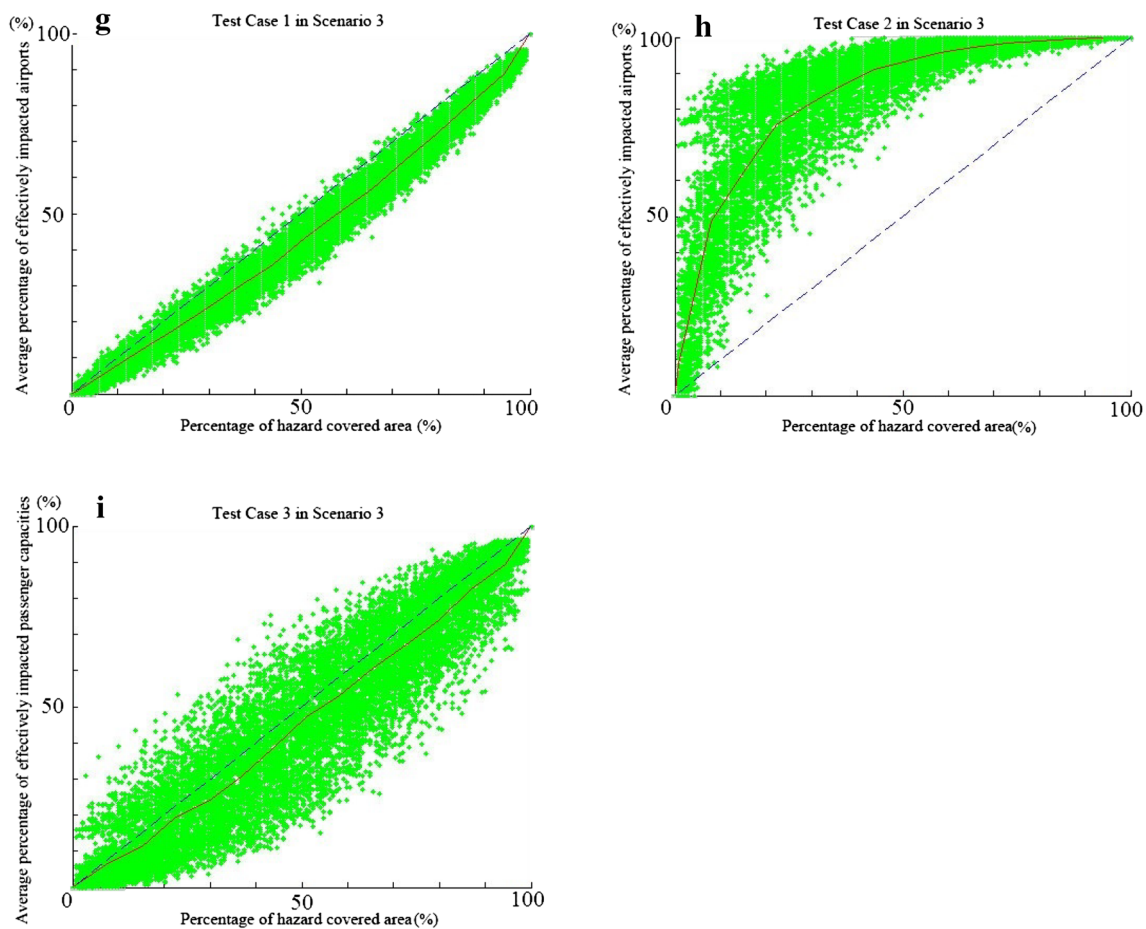 (%)
g
Test Case 1 in Scenario 3
100-
50
0
50
100
Average percentage of effectively impacted airports
Percentage of hazard covered area (%)
(%)
h
Test Case 2 in Scenario 3
100
50
0
50
100
Average percentage of effectively impacted airports
Percentage of hazard covered area(%)
(%)
i
Test Case 3 in Scenario 3
100
50
0
50
100
Average percentage of effectively impacted passenger capacities
Percentage of hazard covered area(%)